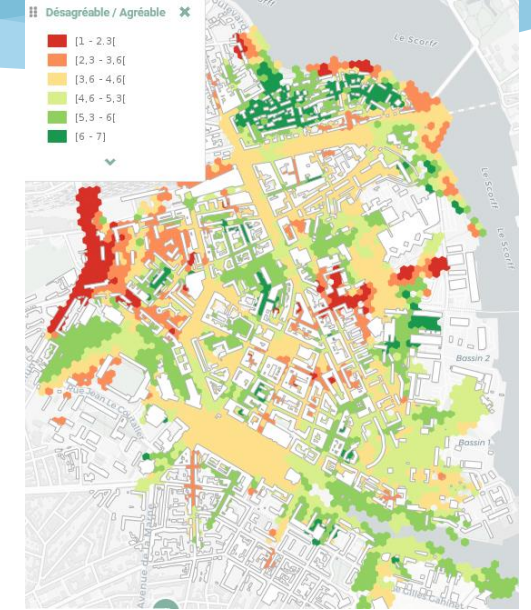 Désagréable / Agréable ✖
[1 - 2.3[
[2,3 - 3,6[
[3,6 - 4,6[
[4,6 - 5,3[
[5,3 - 6[
[6 - 7]
Le Scorff
Le Scorff
Le Scorff
Bassin 2
Rue Jean Le Coutaller
Bassin 1
Avenue de la Marne